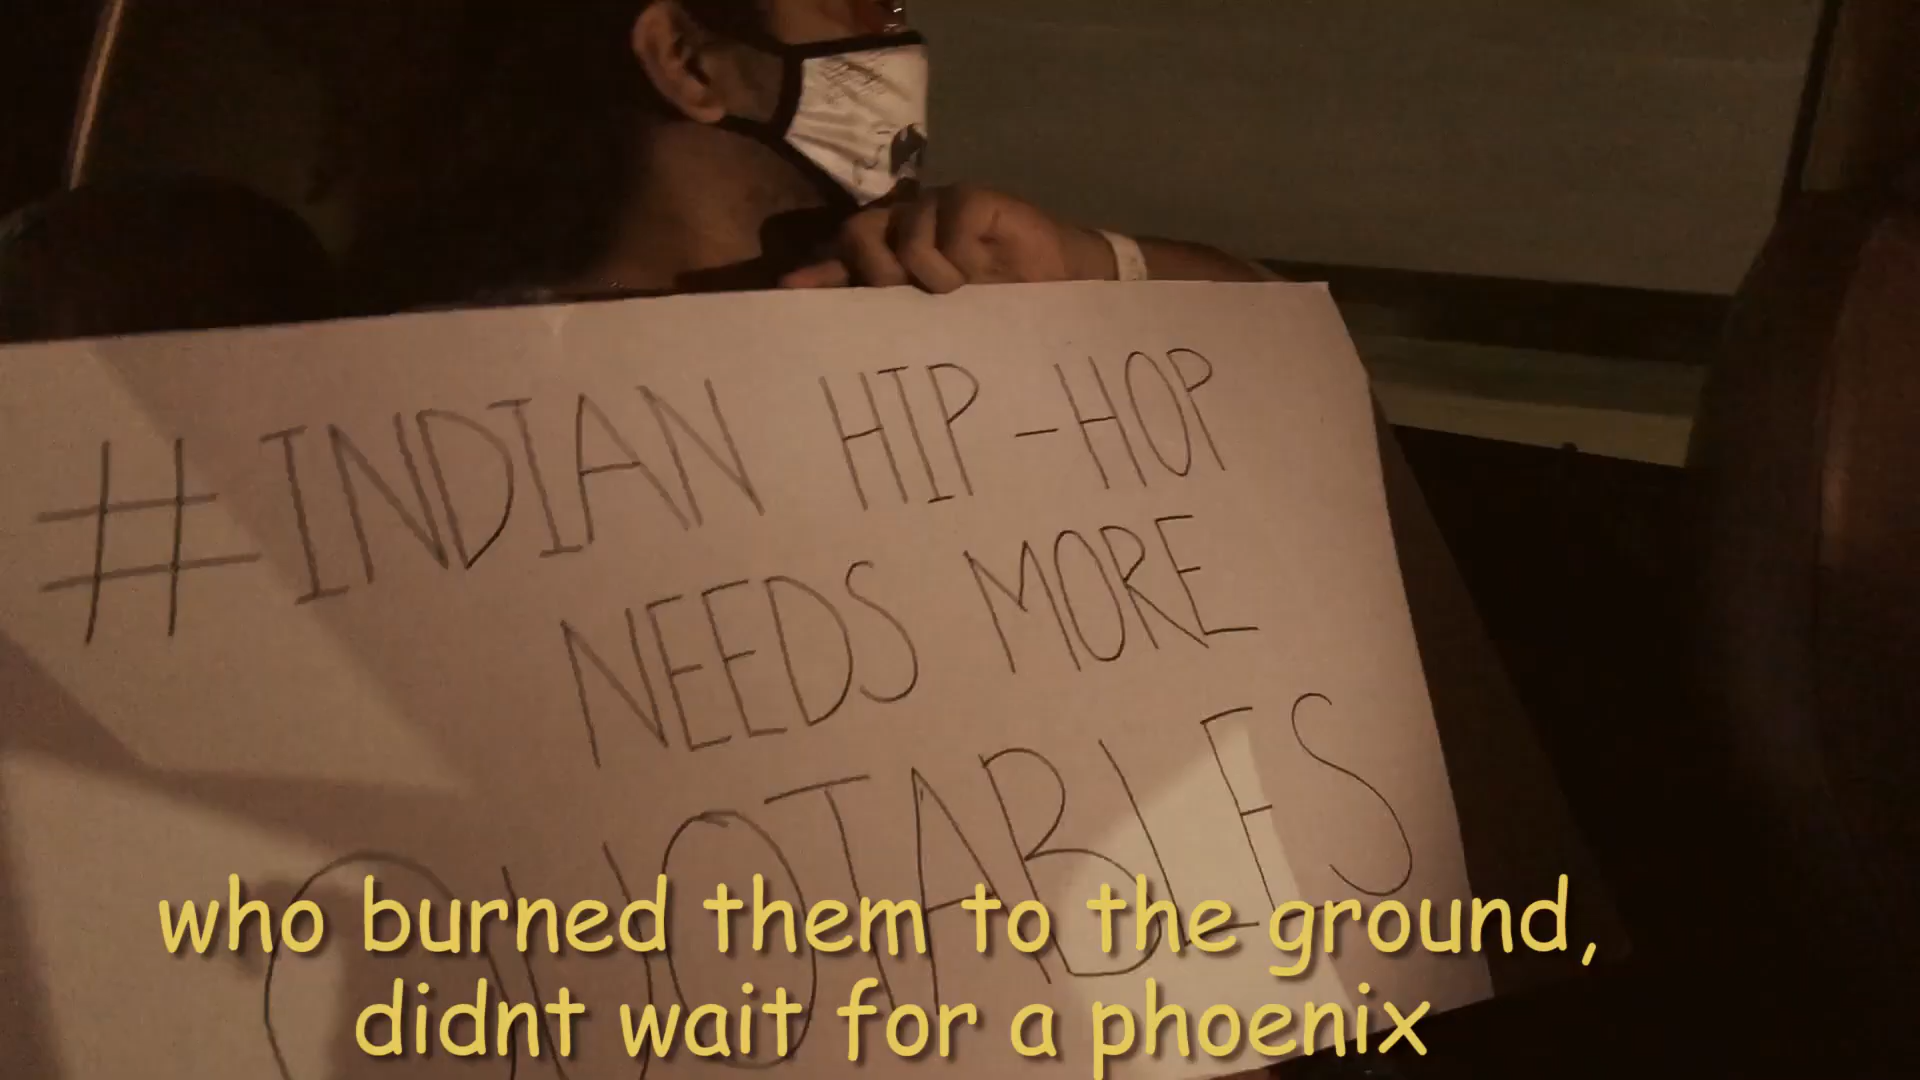 #INDIAN HIP-HOP
NEEDS MORE
QUOTABLES
who burned them to the ground,
didnt wait for a phoenix